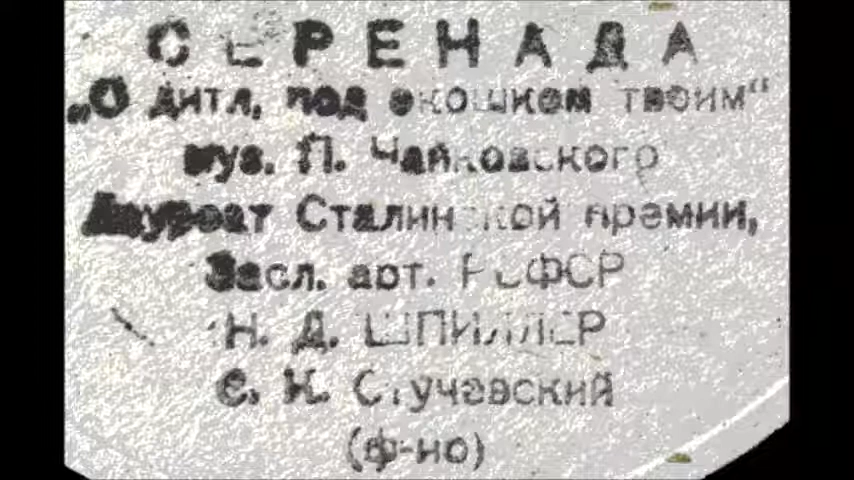 СЕРЕНАДА
„О дитя, под окошком твоим“
муз. П. Чайковского
Лауреат Сталинской премии,
Засл. арт. РСФСР
Н. Д. ШПИЛЛЕР
С. К. Стучевский
(ф-но)